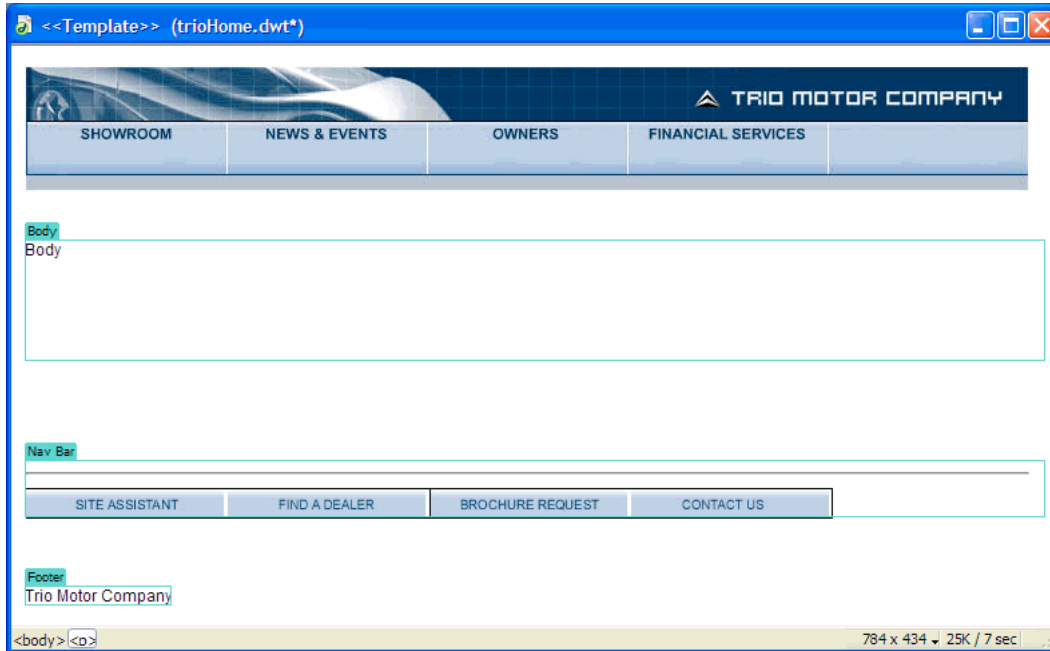 <<Template>> (trioHome.dwt*)
TRIO MOTOR COMPANY
SHOWROOM NEWS & EVENTS OWNERS FINANCIAL SERVICES
Body
Body
Nav Bar
SITE ASSISTANT FIND A DEALER BROCHURE REQUEST CONTACT US
Footer
Trio Motor Company
<body> <p> 784 x 434 25K / 7 sec